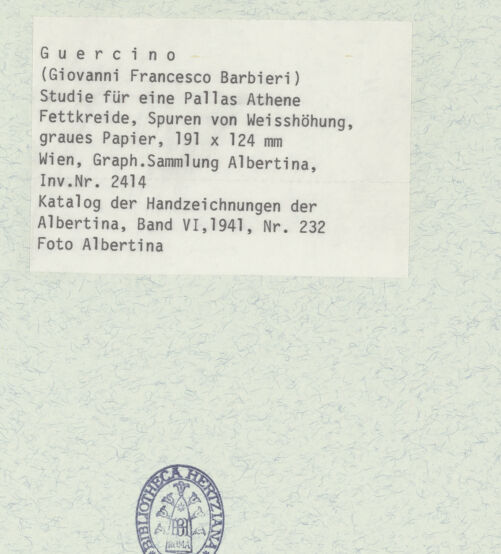 G u e r c i n o
(Giovanni Francesco Barbieri)
Studie für eine Pallas Athene
Fettkreide, Spuren von Weisshöhung,
graues Papier, 191 x 124 mm
Wien, Graph.Sammlung Albertina,
Inv.Nr. 2414
Katalog der Handzeichnungen der
Albertina, Band VI,1941, Nr. 232
Foto Albertina
BIBLIOTHECA HERTZIANA
ROMA